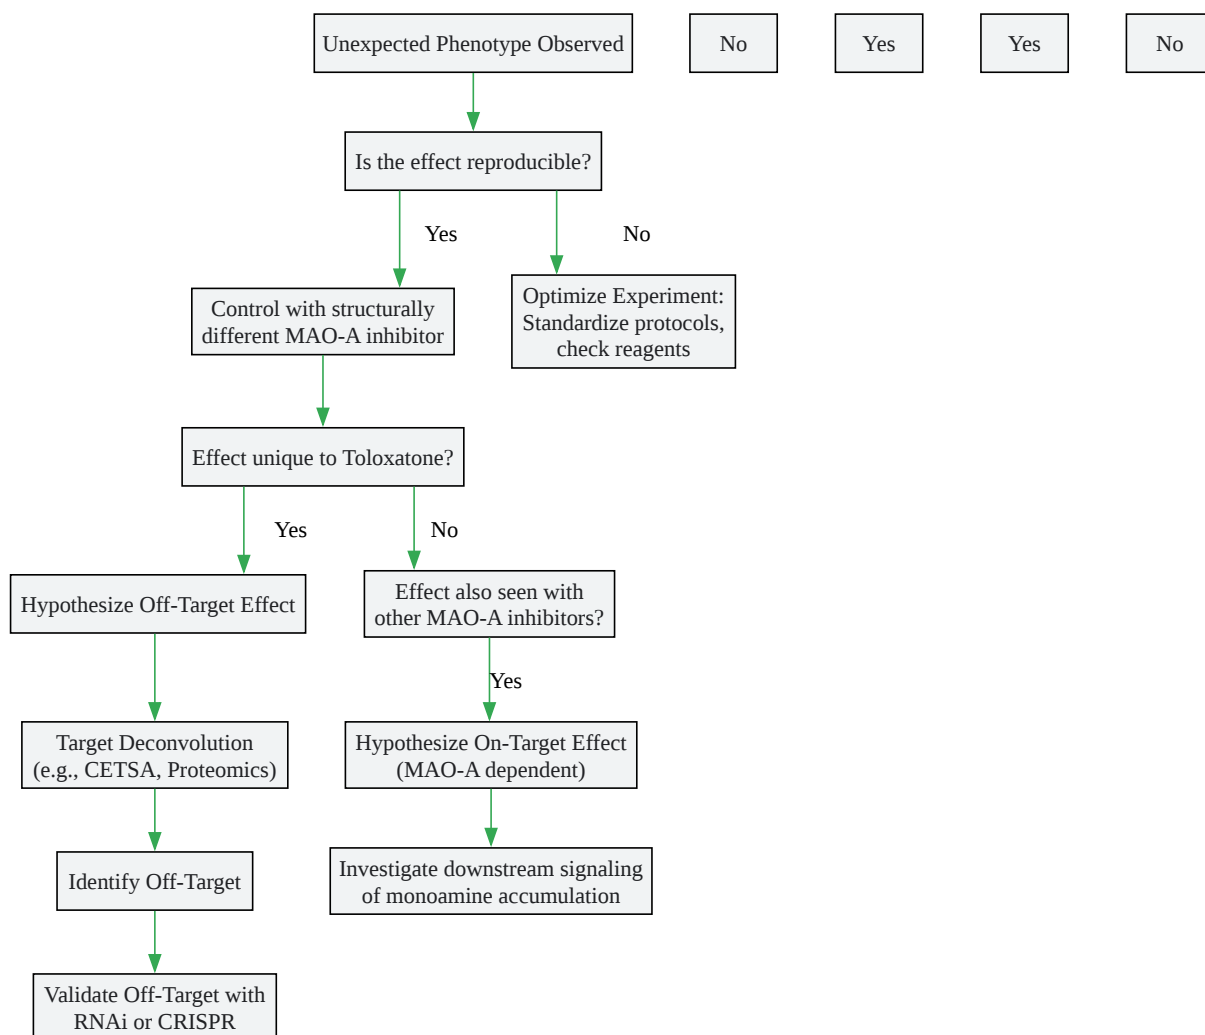 Unexpected Phenotype Observed
No
Yes
Yes
No
Is the effect reproducible?
Yes
No
Control with structurally
different MAO-A inhibitor
Optimize Experiment:
Standardize protocols,
check reagents
Effect unique to Toloxatone?
Yes
No
Hypothesize Off-Target Effect
Effect also seen with
other MAO-A inhibitors?
Yes
Target Deconvolution
(e.g., CETSA, Proteomics)
Hypothesize On-Target Effect
(MAO-A dependent)
Identify Off-Target
Investigate downstream signaling
of monoamine accumulation
Validate Off-Target with
RNAi or CRISPR